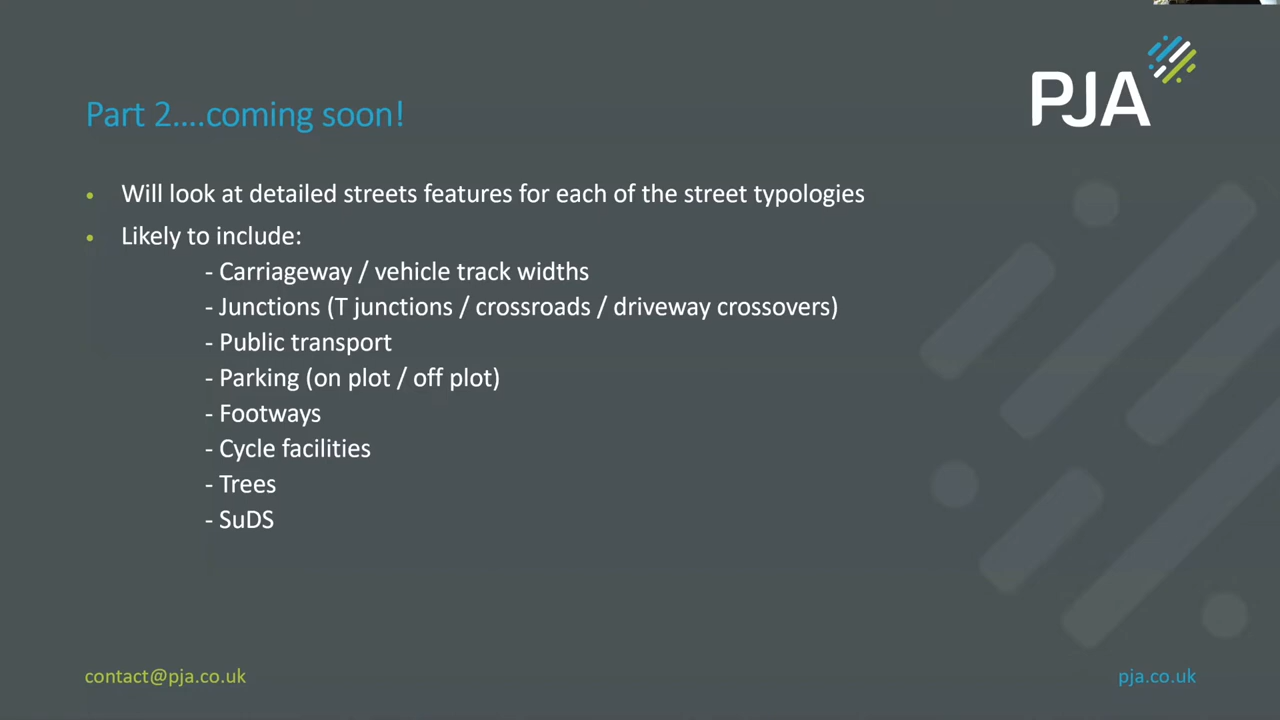 PJA
Part 2....coming soon!
• Will look at detailed streets features for each of the street typologies
• Likely to include:
- Carriageway / vehicle track widths
- Junctions (T junctions / crossroads / driveway crossovers)
- Public transport
- Parking (on plot / off plot)
- Footways
- Cycle facilities
- Trees
- SuDS
contact@pja.co.uk
pja.co.uk